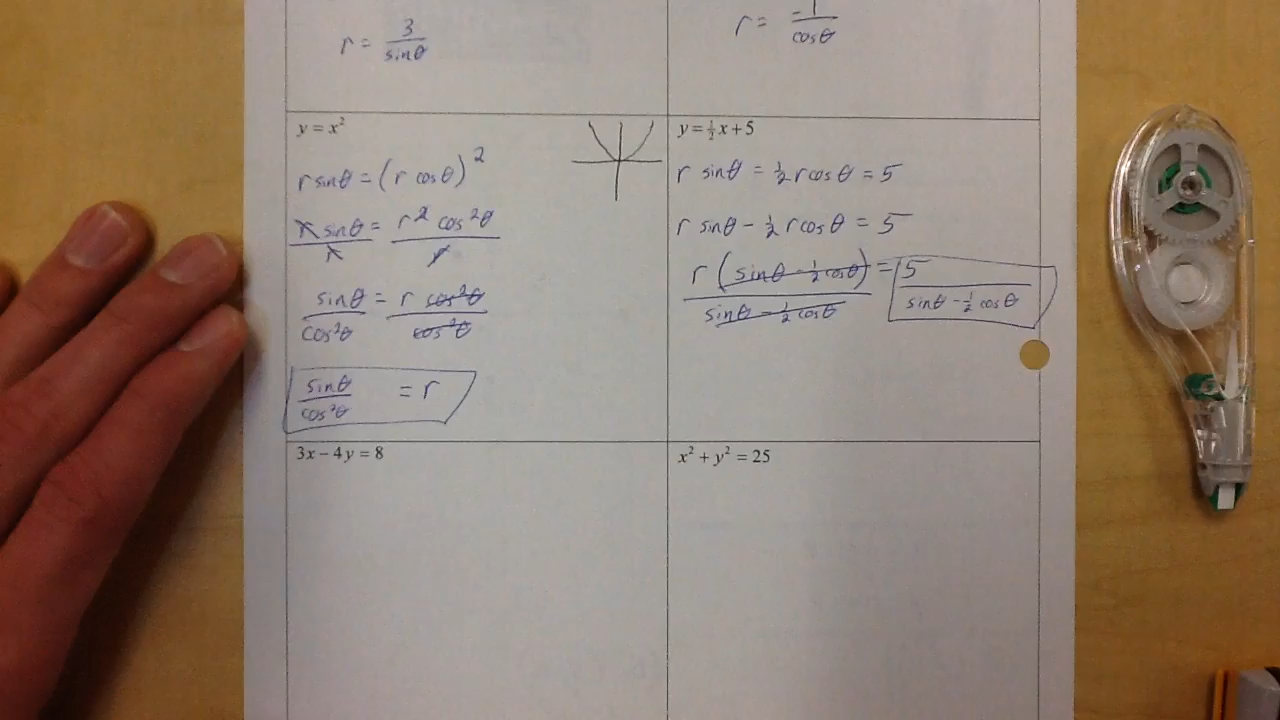 r = 3/sinθ
r = -1/cosθ
y = x²
rsinθ = (r cosθ)²
r sinθ/r = r² cos²θ/r
sinθ/cos²θ = r cos²θ/cos²θ
sinθ/cos²θ = r
y = ½x + 5
r sinθ = ½ r cosθ = 5
r sinθ - ½ r cosθ = 5
r (sinθ - ½ cosθ)/sinθ - ½ cosθ = 5/sinθ - ½ cosθ
3x - 4y = 8
x² + y² = 25